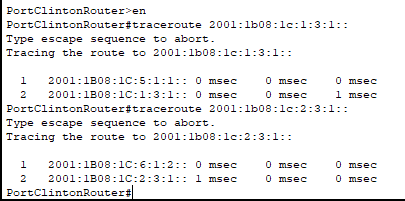 PortClintonRouter>en
PortClintonRouter#traceroute 2001:1b08:1c:1:3:1::
Type escape sequence to abort.
Tracing the route to 2001:1b08:1c:1:3:1::
1 2001:1B08:1C:5:1:1:: 0 msec 0 msec 0 msec
2 2001:1B08:1C:1:3:1:: 0 msec 0 msec 1 msec
PortClintonRouter#traceroute 2001:1b08:1c:2:3:1::
Type escape sequence to abort.
Tracing the route to 2001:1b08:1c:2:3:1::
1 2001:1B08:1C:6:1:2:: 0 msec 0 msec 0 msec
2 2001:1B08:1C:2:3:1:: 1 msec 0 msec 0 msec
PortClintonRouter#